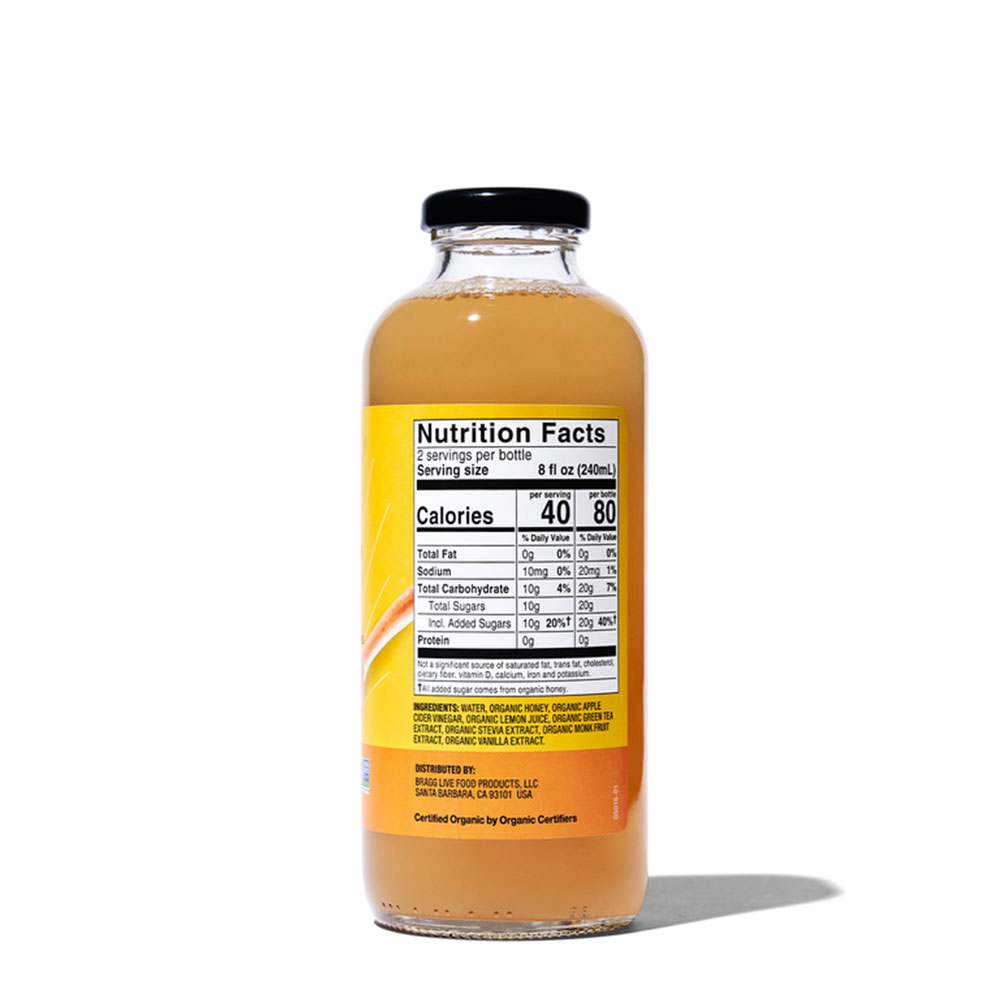 Nutrition Facts
2 servings per bottle
Serving size 8 fl oz (240mL)
per serving per bottle
Calories 40 80
% Daily Value % Daily Value
Total Fat 0g 0% 0g 0%
Sodium 10mg 0% 20mg 1%
Total Carbohydrate 10g 4% 20g 7%
Total Sugars 10g 20g
Incl. Added Sugars 10g 20%† 20g 40%†
Protein 0g 0g
Not a significant source of saturated fat, trans fat, cholesterol,
dietary fiber, vitamin D, calcium, iron and potassium.
†All added sugar comes from organic honey.
INGREDIENTS: WATER, ORGANIC HONEY, ORGANIC APPLE
CIDER VINEGAR, ORGANIC LEMON JUICE, ORGANIC GREEN TEA
EXTRACT, ORGANIC STEVIA EXTRACT, ORGANIC MONK FRUIT
EXTRACT, ORGANIC VANILLA EXTRACT.
DISTRIBUTED BY:
BRAGG LIVE FOOD PRODUCTS, LLC
SANTA BARBARA, CA 93101 USA
Certified Organic by Organic Certifiers